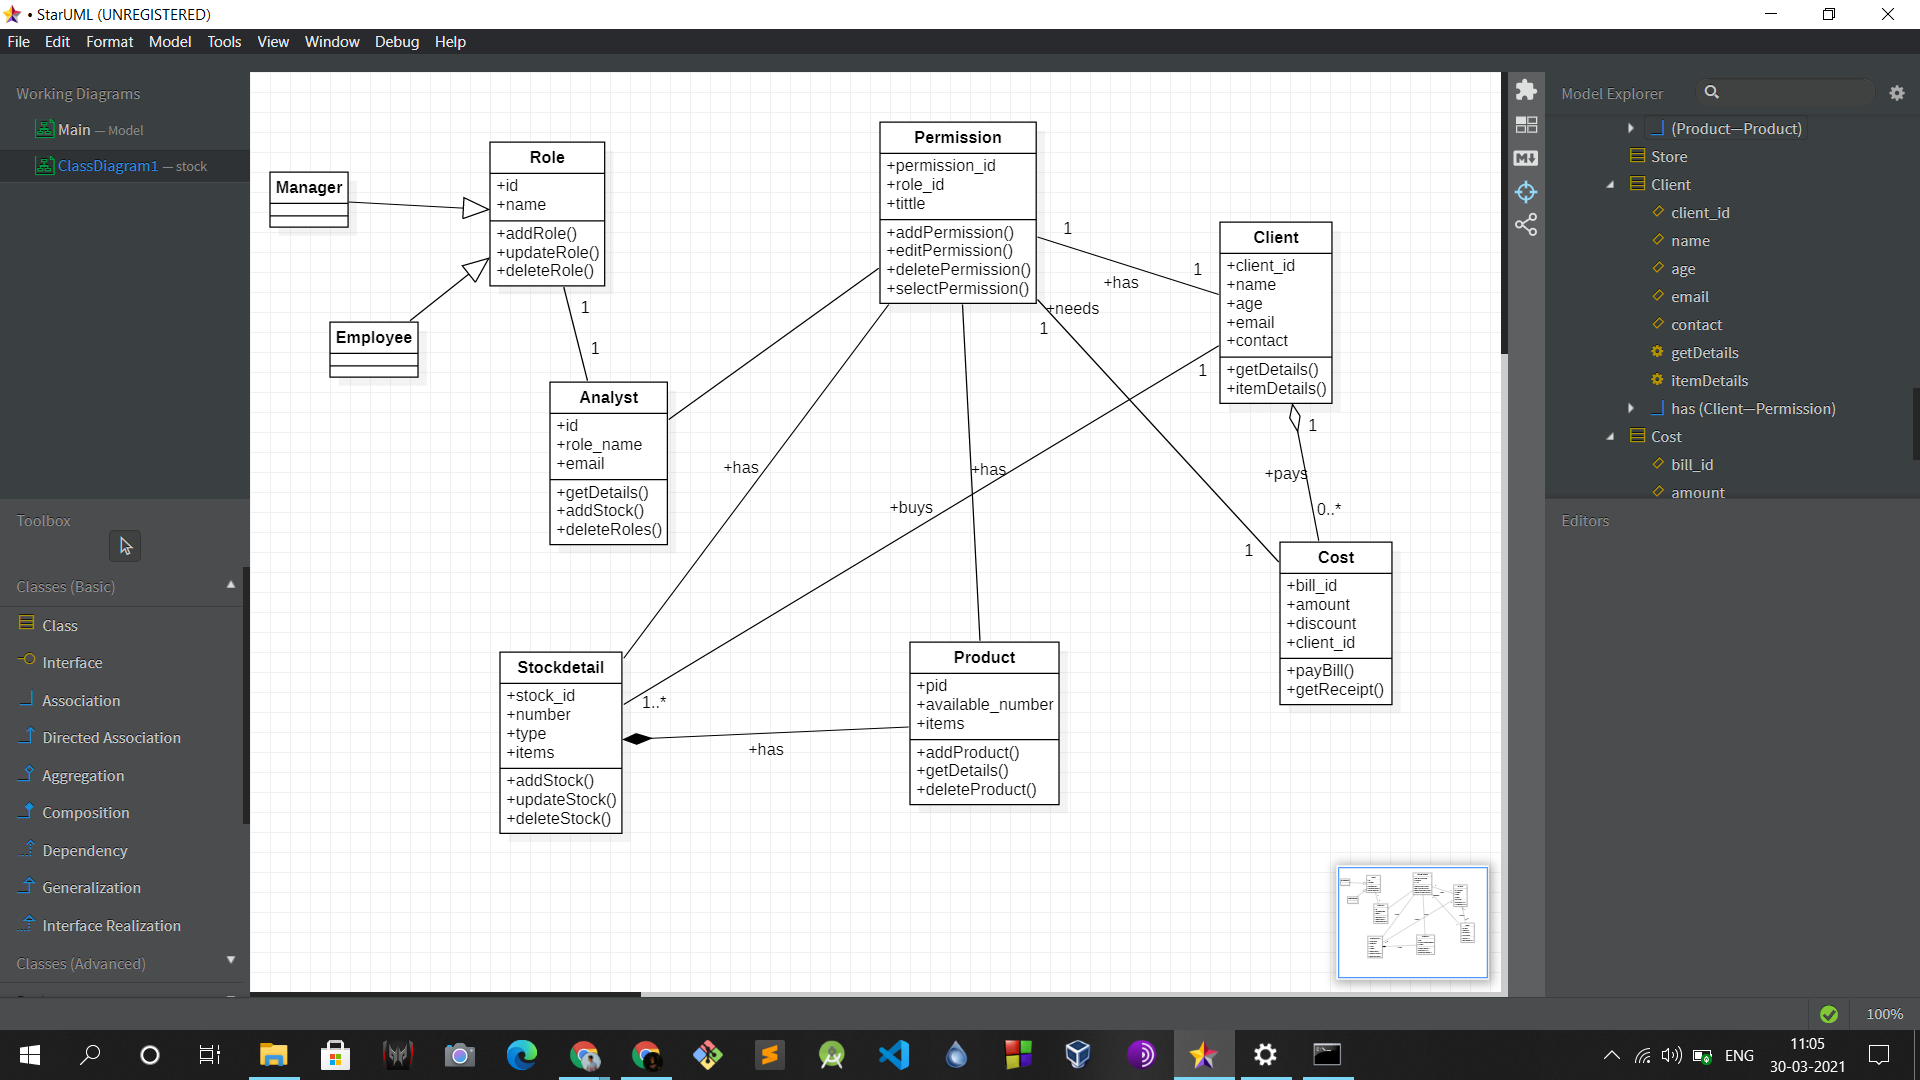 • StarUML (UNREGISTERED)
File Edit Format Model Tools View Window Debug Help
Working Diagrams
Main — Model
ClassDiagram1 — stock
Toolbox
Classes (Basic)
Class
Interface
Association
Directed Association
Aggregation
Composition
Dependency
Generalization
Interface Realization
Classes (Advanced)
Manager
Role
+id
+name
+addRole()
+updateRole()
+deleteRole()
Employee
1
1
Analyst
+id
+role_name
+email
+getDetails()
+addStock()
+deleteRoles()
Permission
+permission_id
+role_id
+tittle
+addPermission()
+editPermission()
+deletePermission()
+selectPermission()
1
+has
1
+needs
1
1
Client
+client_id
+name
+age
+email
+contact
+getDetails()
+itemDetails()
1
1
+pays
0..*
+has
+has
+buys
1..*
Cost
+bill_id
+amount
+discount
+client_id
+payBill()
+getReceipt()
Stockdetail
+stock_id
+number
+type
+items
+addStock()
+updateStock()
+deleteStock()
+has
Product
+pid
+available_number
+items
+addProduct()
+getDetails()
+deleteProduct()
Model Explorer
(Product—Product)
Store
Client
client_id
name
age
email
contact
getDetails
itemDetails
has (Client—Permission)
Cost
bill_id
amount
Editors
100%
ENG
11:05
30-03-2021